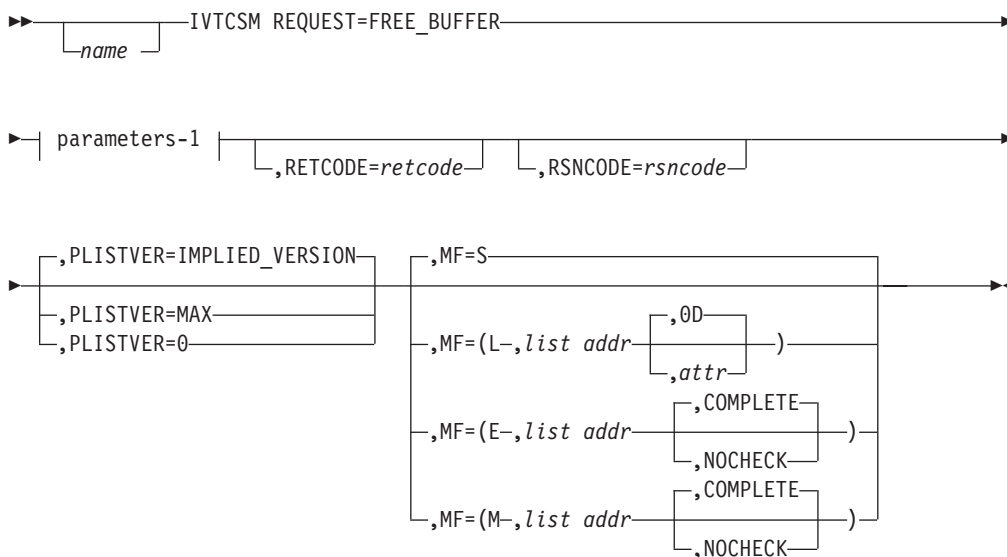 IVTCSM REQUEST=FREE_BUFFER
name
parameters-1
,RETCODE=retcode
,RSNCODE=rsncode
,PLISTVER=IMPLIED_VERSION
,PLISTVER=MAX
,PLISTVER=0
,MF=S
,0D
,MF=(L ,list addr )
,attr
,COMPLETE
,MF=(E ,list addr )
,NOCHECK
,COMPLETE
,MF=(M ,list addr )
,NOCHECK